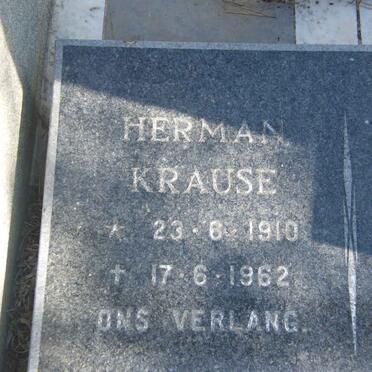 HERMAN
KRAUSE
* 23·6·1910
† 17·6·1962
ONS VERLANG.